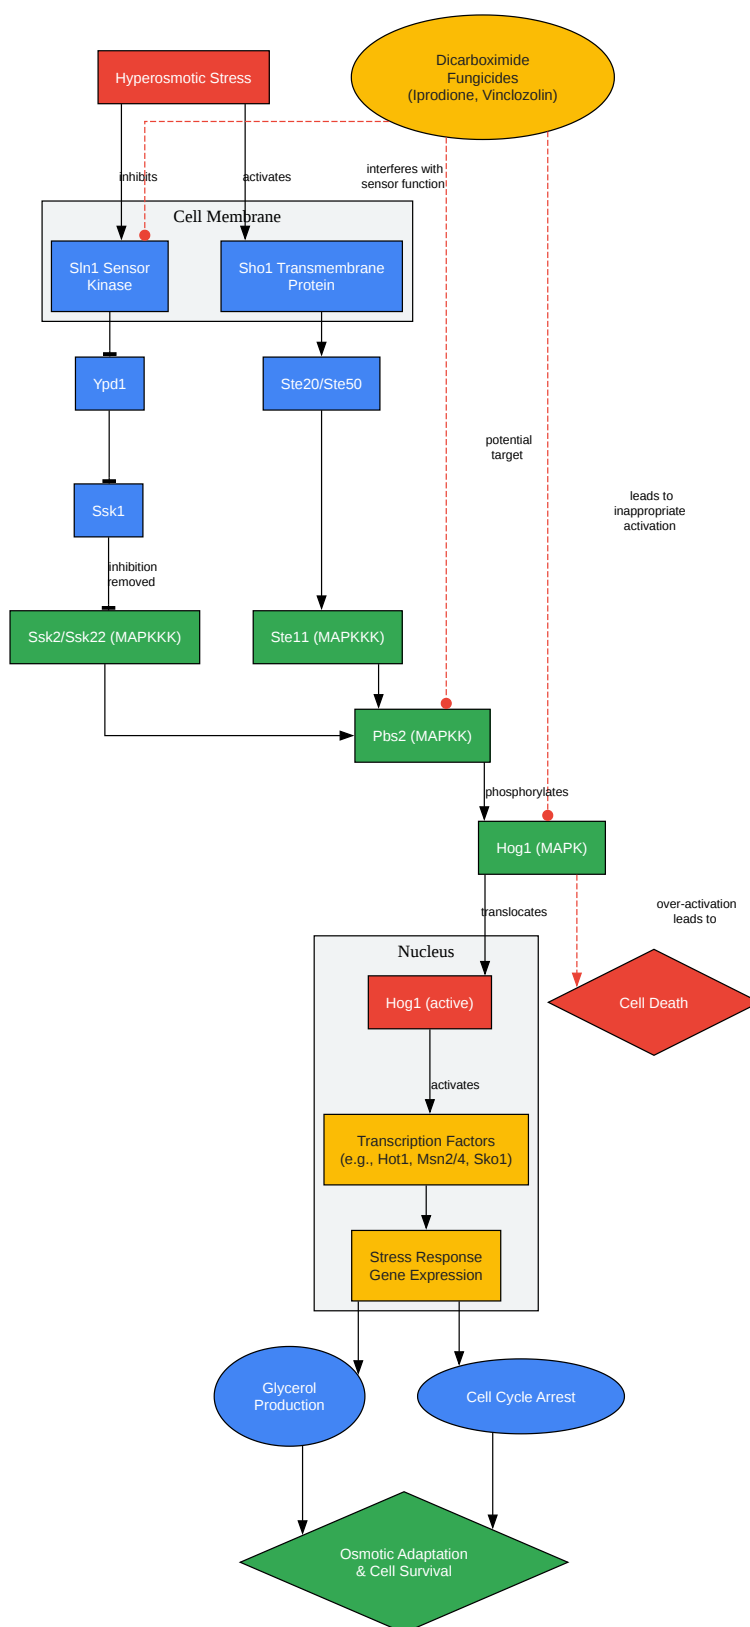 Dicarboximide
Fungicides
(Iprodione, Vinclozolin)
Hyperosmotic Stress
inhibits
activates
interferes with
sensor function
Cell Membrane
Sln1 Sensor
Kinase
Sho1 Transmembrane
Protein
Ypd1
Ste20/Ste50
potential
target
Ssk1
leads to
inappropriate
activation
inhibition
removed
Ssk2/Ssk22 (MAPKKK)
Ste11 (MAPKKK)
Pbs2 (MAPKK)
phosphorylates
Hog1 (MAPK)
translocates
over-activation
leads to
Nucleus
Hog1 (active)
Cell Death
activates
Transcription Factors
(e.g., Hot1, Msn2/4, Sko1)
Stress Response
Gene Expression
Glycerol
Production
Cell Cycle Arrest
Osmotic Adaptation
& Cell Survival